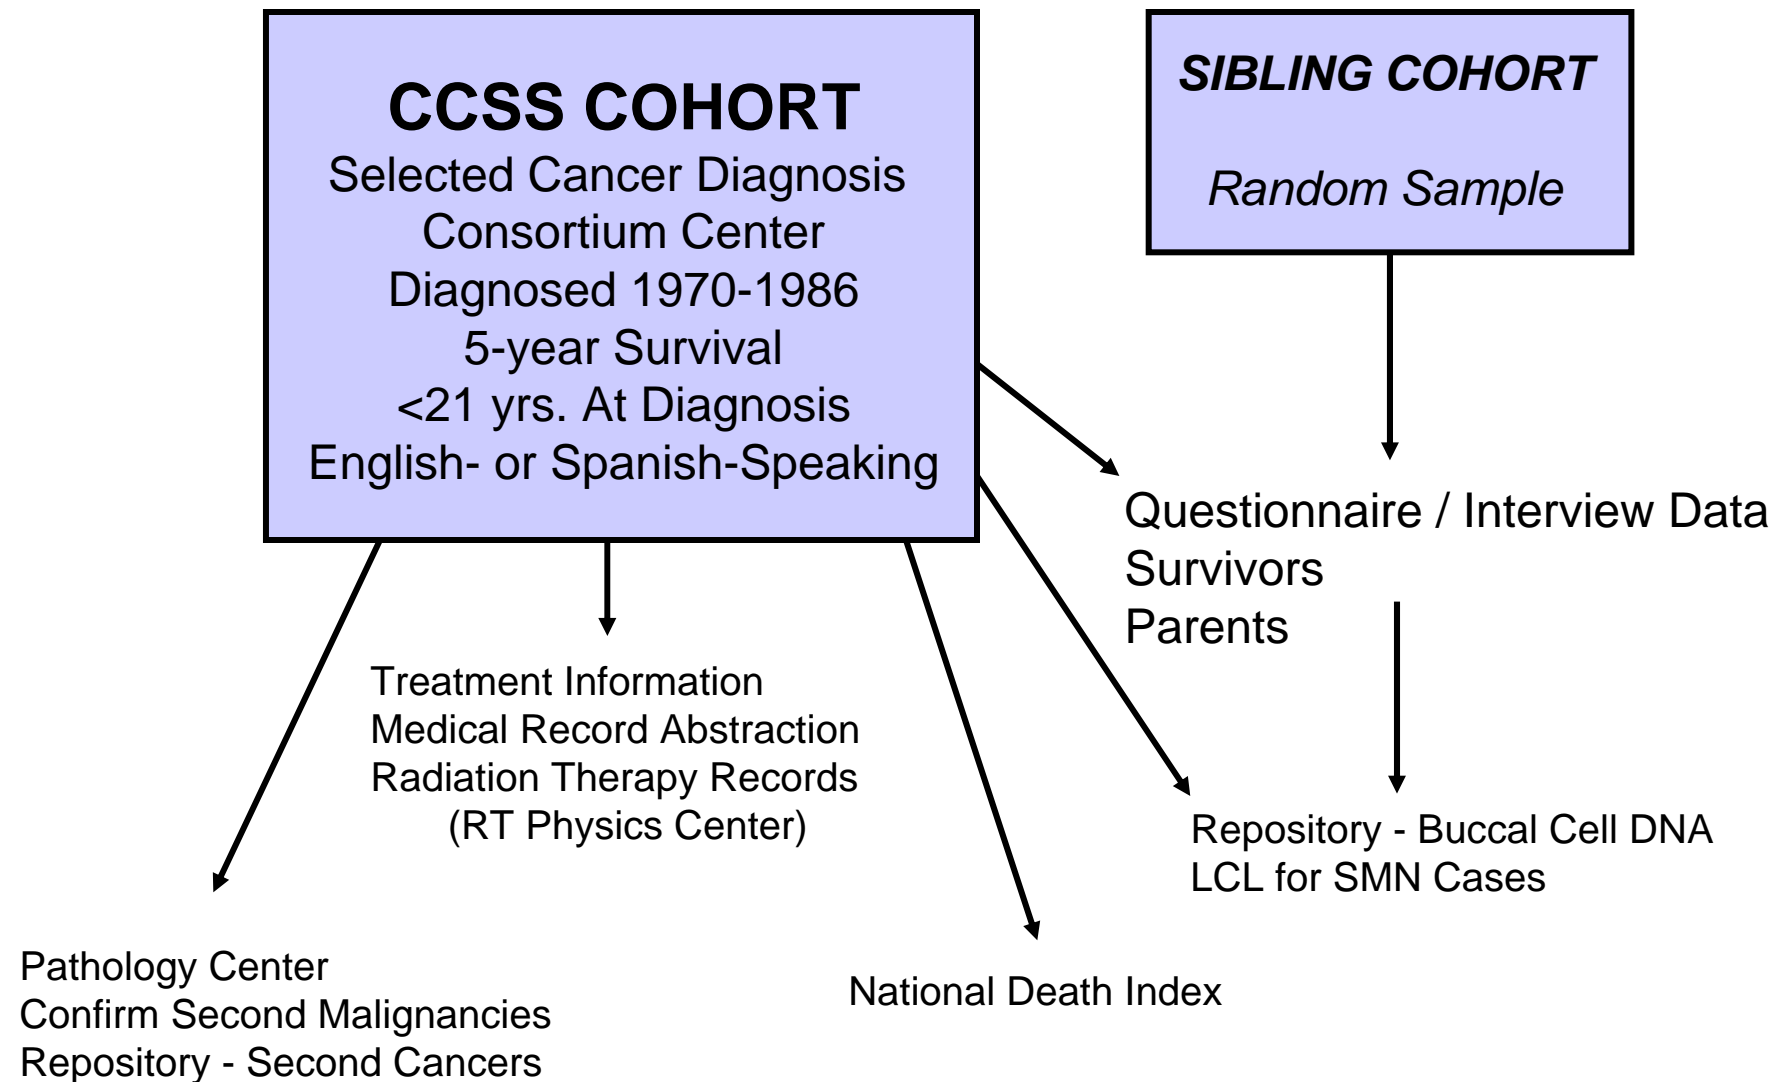 CCSS COHORT
Selected Cancer Diagnosis
Consortium Center
Diagnosed 1970-1986
5-year Survival
<21 yrs. At Diagnosis
English- or Spanish-Speaking
SIBLING COHORT
Random Sample
Questionnaire / Interview Data
Survivors
Parents
Treatment Information
Medical Record Abstraction
Radiation Therapy Records
(RT Physics Center)
Repository - Buccal Cell DNA
LCL for SMN Cases
Pathology Center
Confirm Second Malignancies
Repository - Second Cancers
National Death Index